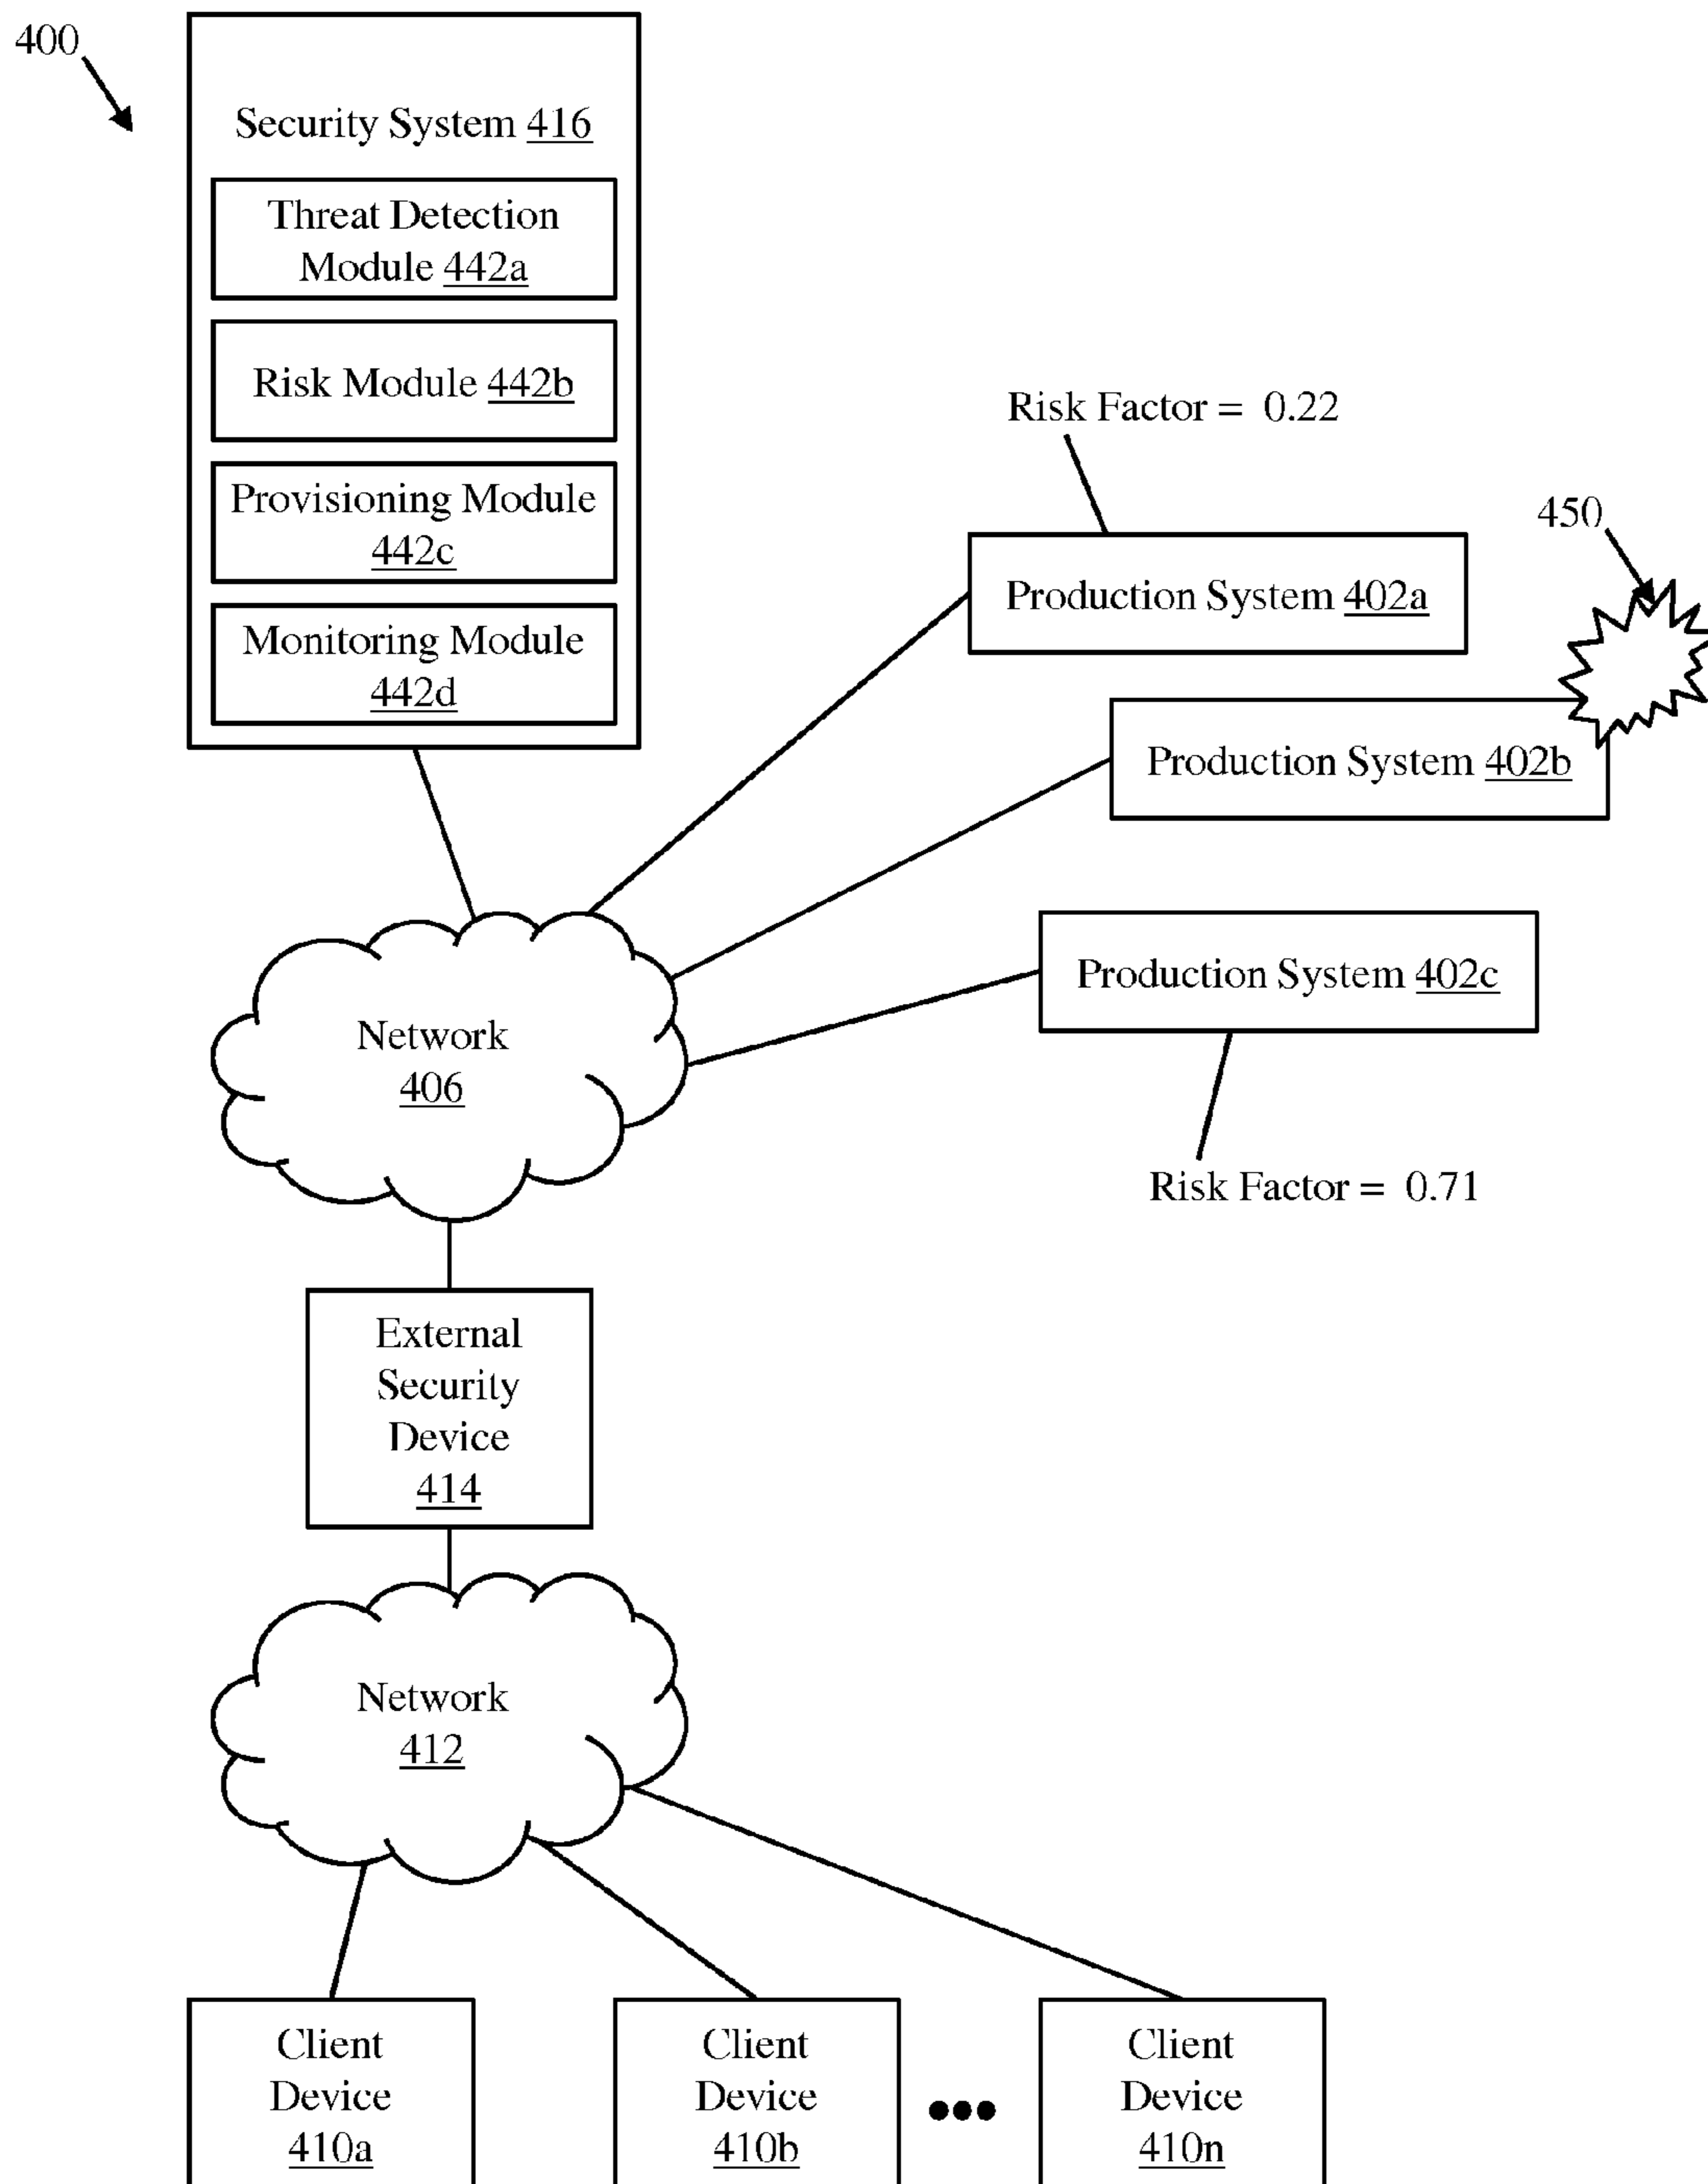 400
Security System 416
Threat Detection
Module 442a
Risk Module 442b
Provisioning Module
442c
Monitoring Module
442d
Risk Factor = 0.22
450
Production System 402a
Production System 402b
Production System 402c
Risk Factor = 0.71
Network
406
External
Security
Device
414
Network
412
Client
Device
410a
Client
Device
410b
Client
Device
410n